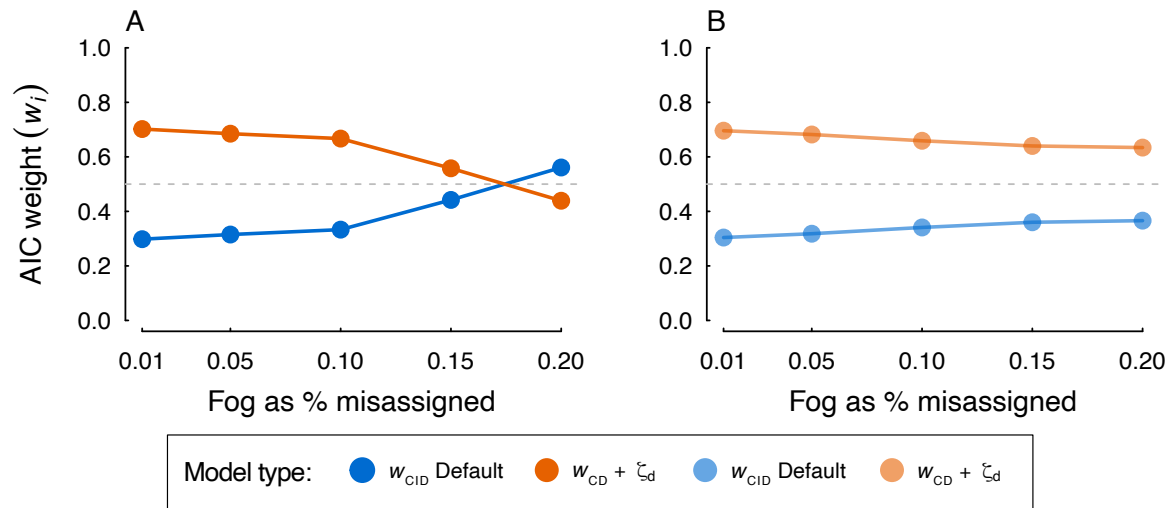 A
B
AIC weight (wᵢ)
1.0
0.8
0.6
0.4
0.2
0.0
1.0
0.8
0.6
0.4
0.2
0.0
0.01 0.05 0.10 0.15 0.20
0.01 0.05 0.10 0.15 0.20
Fog as % misassigned
Fog as % misassigned
Model type: w_CID Default w_CD + ζ_d w_CID Default w_CD + ζ_d